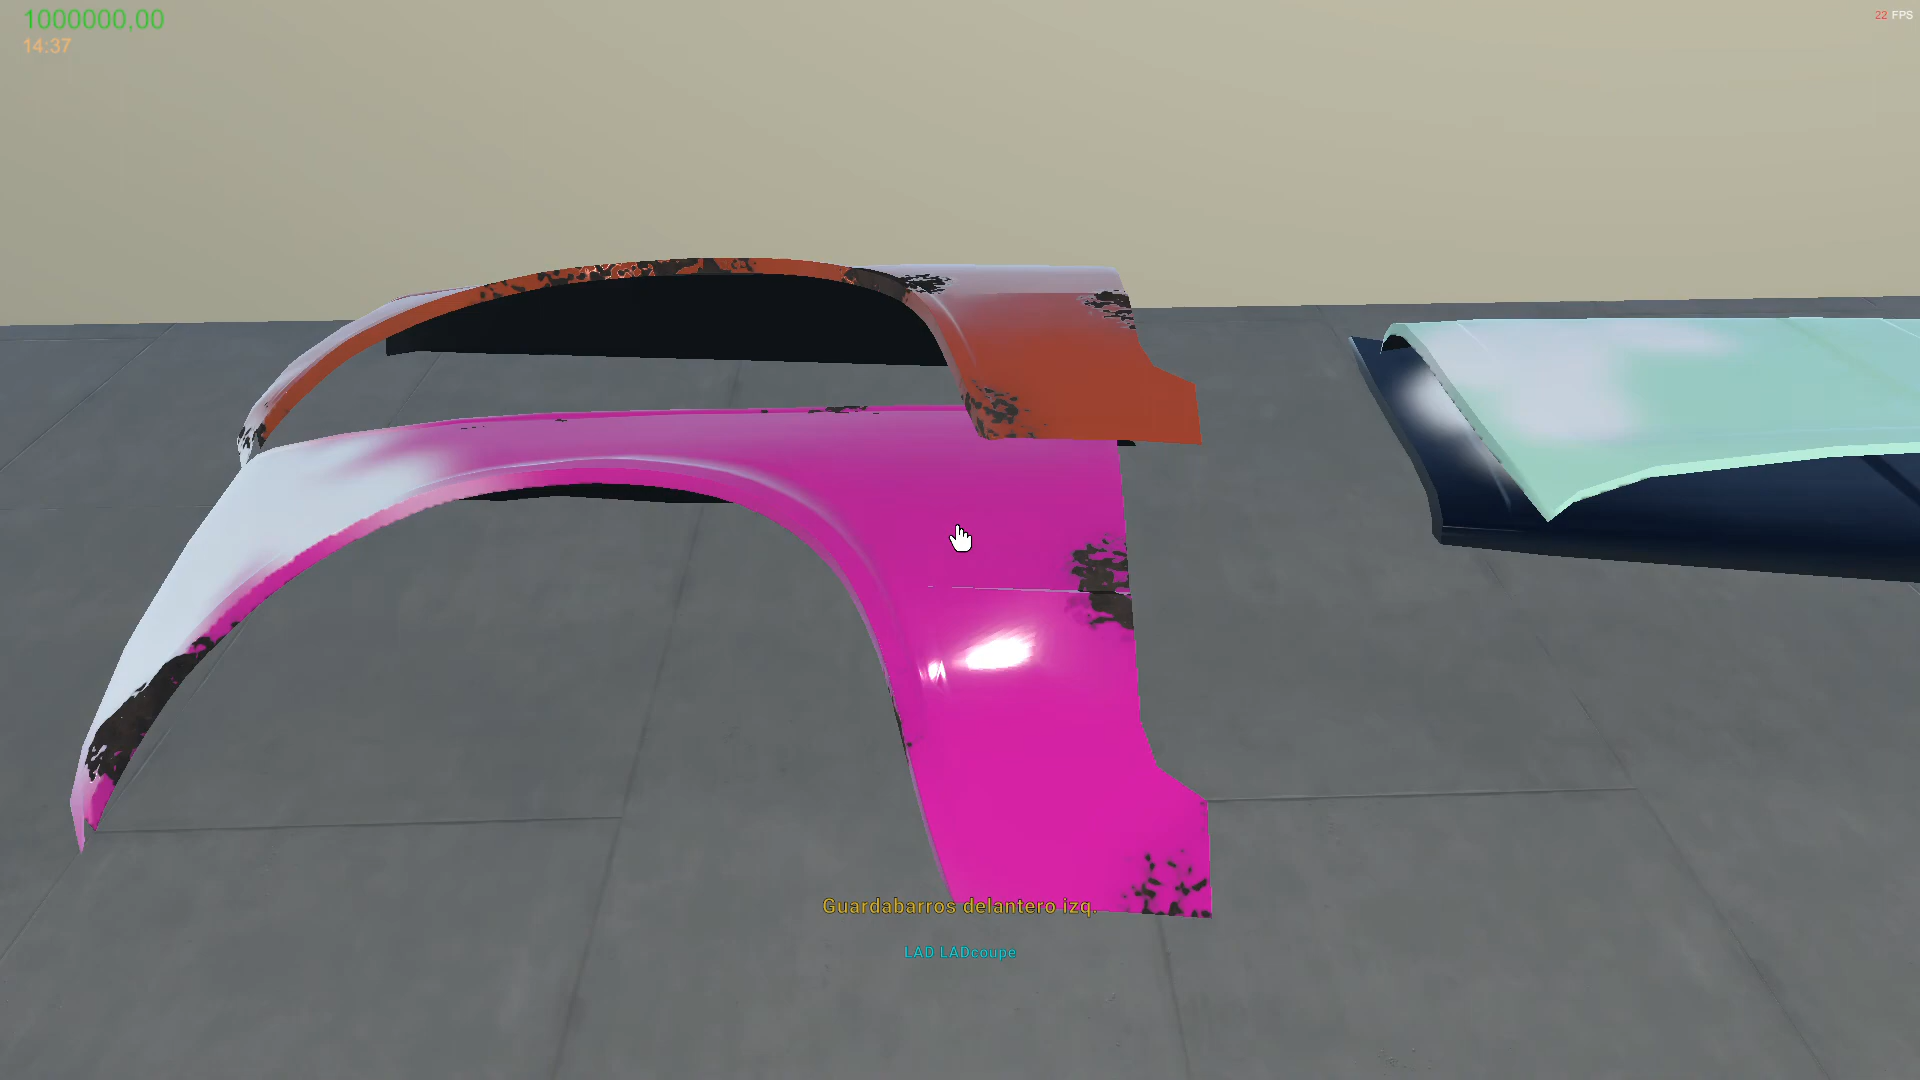 1000000,00
22 FPS
14:37
Guardabarros delantero izq.
LAD LADcoupe